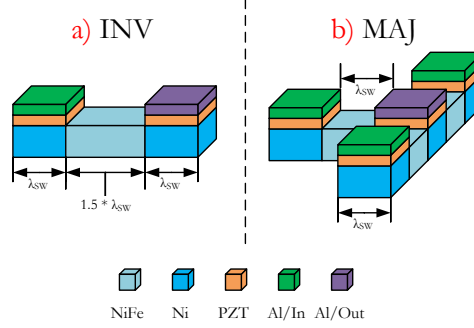 a) INV
b) MAJ
λSW
λSW
λSW
1.5 * λSW
λSW
NiFe
Ni
PZT
Al/In
Al/Out